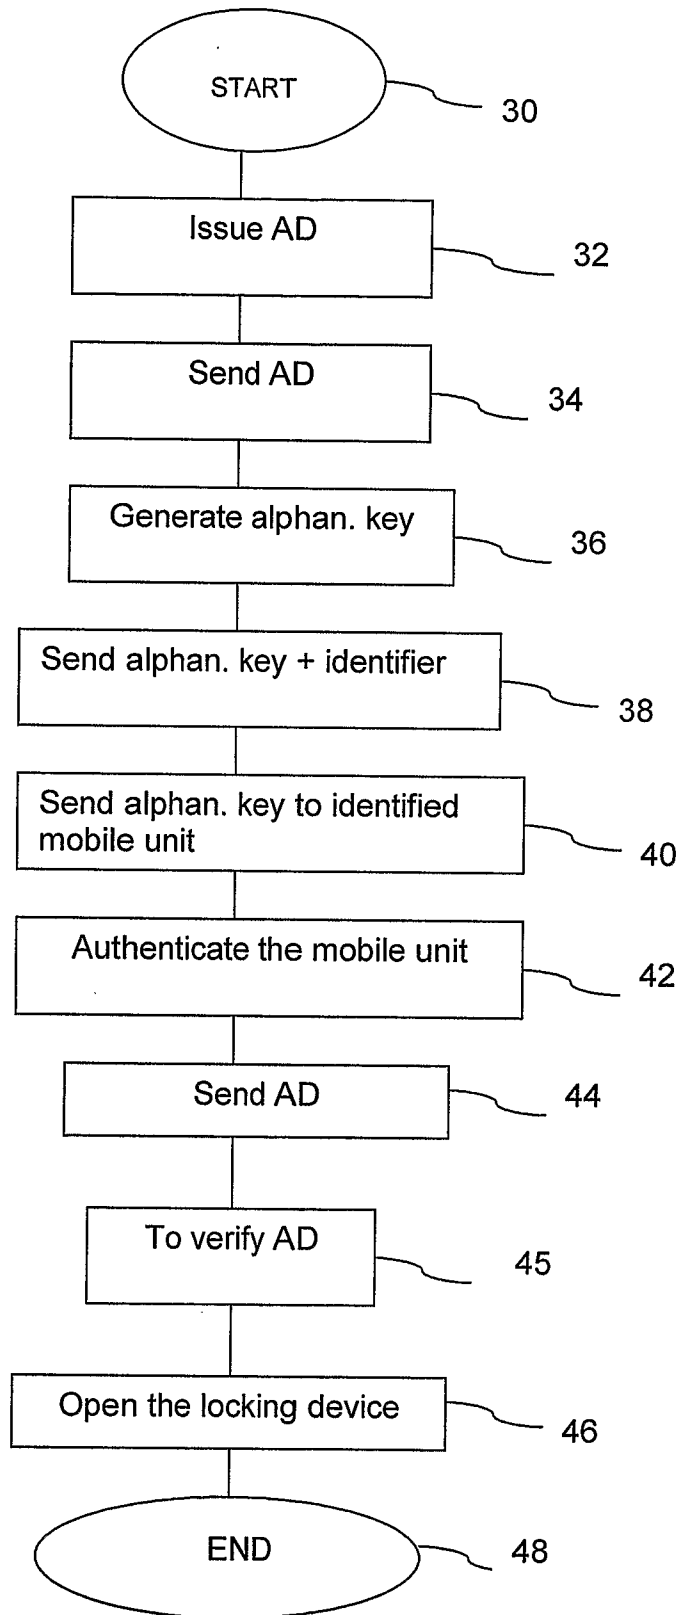 START
30
Issue AD
32
Send AD
34
Generate alphan. key
36
Send alphan. key + identifier
38
Send alphan. key to identified
mobile unit
40
Authenticate the mobile unit
42
Send AD
44
To verify AD
45
Open the locking device
46
END
48